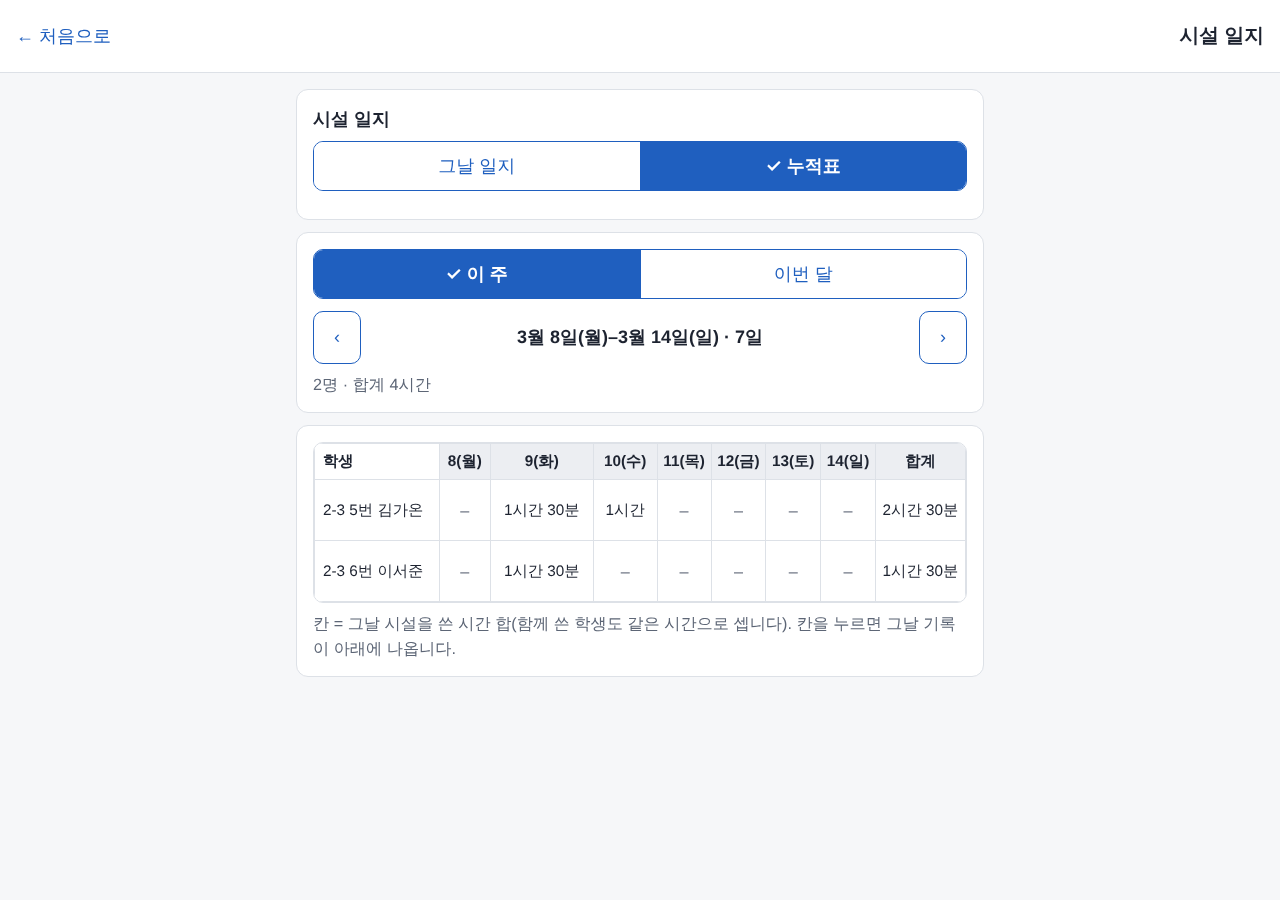 ← 처음으로
시설 일지
시설 일지
그날 일지
✓ 누적표
✓ 이 주
이번 달
‹
3월 8일(월)–3월 14일(일) · 7일
›
2명 · 합계 4시간
학생 8(월) 9(화) 10(수) 11(목) 12(금) 13(토) 14(일) 합계
2-3 5번 김가온 – 1시간 30분 1시간 – – – – 2시간 30분
2-3 6번 이서준 – 1시간 30분 – – – – – 1시간 30분
칸 = 그날 시설을 쓴 시간 합(함께 쓴 학생도 같은 시간으로 셉니다). 칸을 누르면 그날 기록
이 아래에 나옵니다.